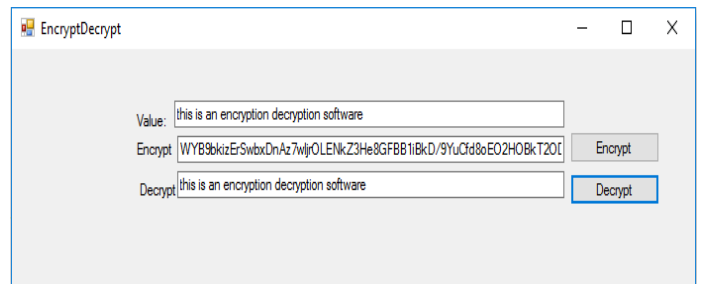 EncryptDecrypt
Value: this is an encryption decryption software
Encrypt WYB9bkizErSwbxDnAz7wljrOLENkZ3He8GFBB1iBkD/9YuCfd8oEO2HOBkT2OD Encrypt
Decrypt this is an encryption decryption software Decrypt